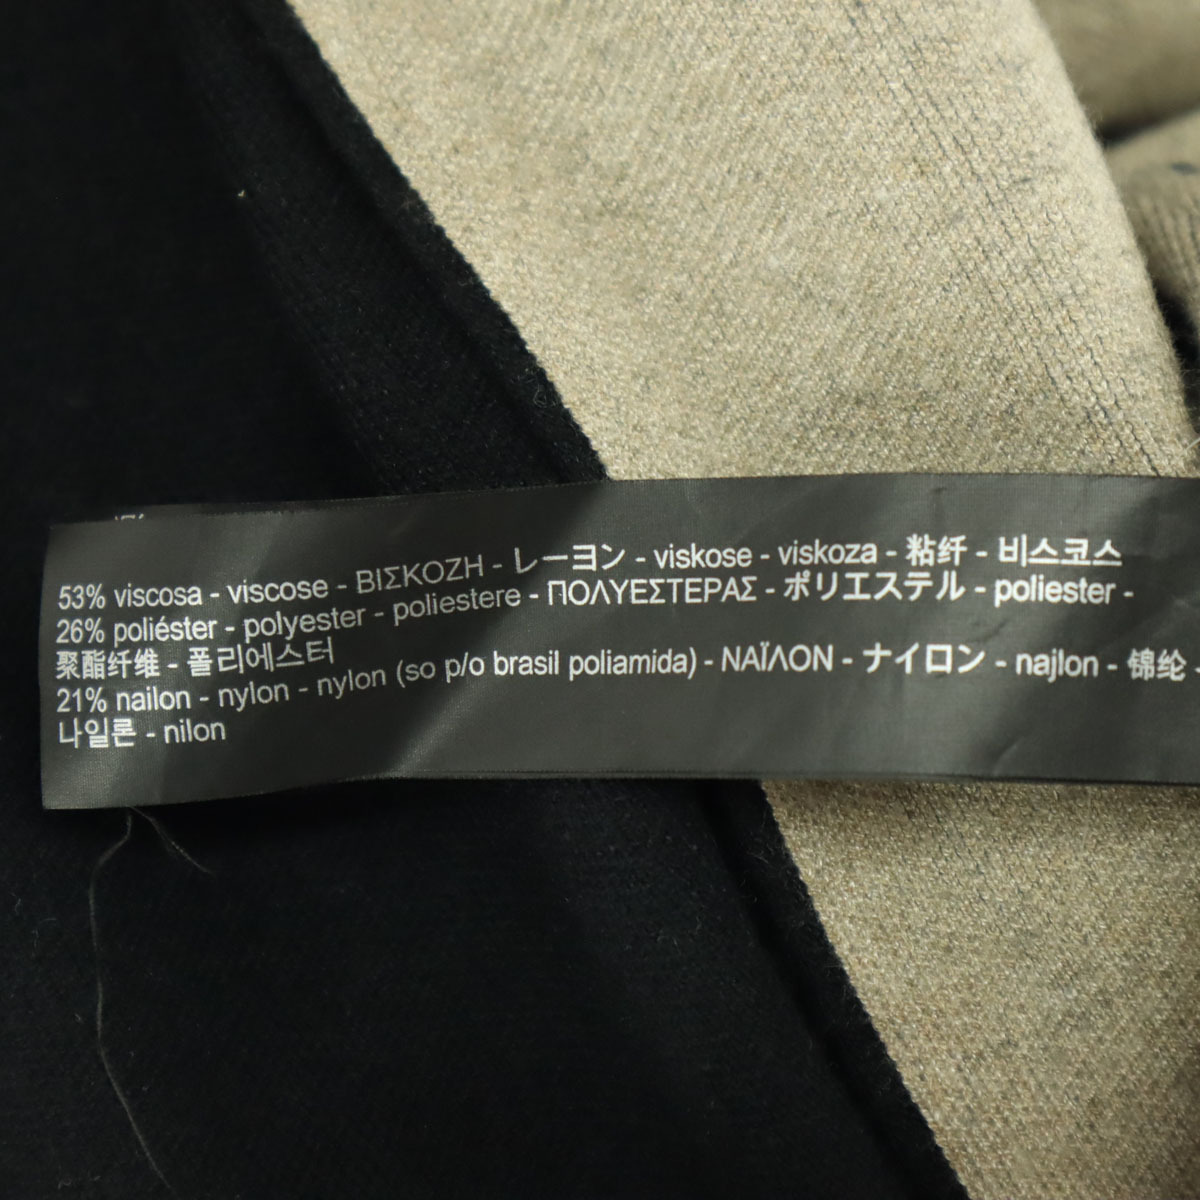 53% viscosa - viscose - ΒΙΣΚΟΖΗ - レーヨン - viskose - viskoza - 粘纤 - 비스코스
26% poliéster - polyester - poliestere - ΠΟΛΥΕΣΤΕΡΑΣ - ポリエステル - poliester -
聚酯纤维 - 폴리에스터
21% nailon - nylon - nylon (so p/o brasil poliamida) - ΝΑΪΛΟΝ - ナイロン - najlon - 锦纶 -
나일론 - nilon